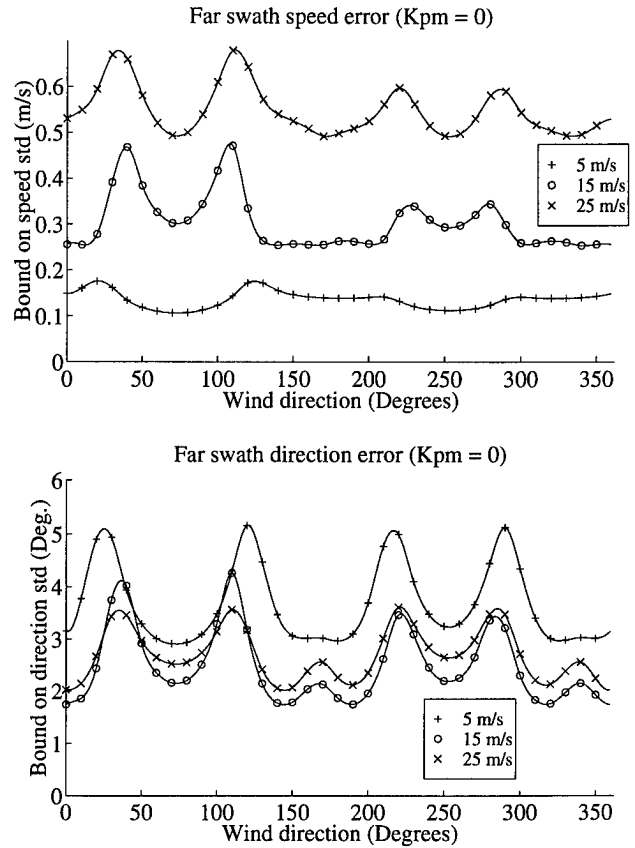 Far swath speed error (Kpm = 0)
Bound on speed std (m/s)
0.6
0.5
0.4
0.3
0.2
0.1
0
+ 5 m/s
o 15 m/s
× 25 m/s
0 50 100 150 200 250 300 350
Wind direction (Degrees)
Far swath direction error (Kpm = 0)
Bound on direction std (Deg.)
6
5
4
3
2
1
0
+ 5 m/s
o 15 m/s
× 25 m/s
0 50 100 150 200 250 300 350
Wind direction (Degrees)